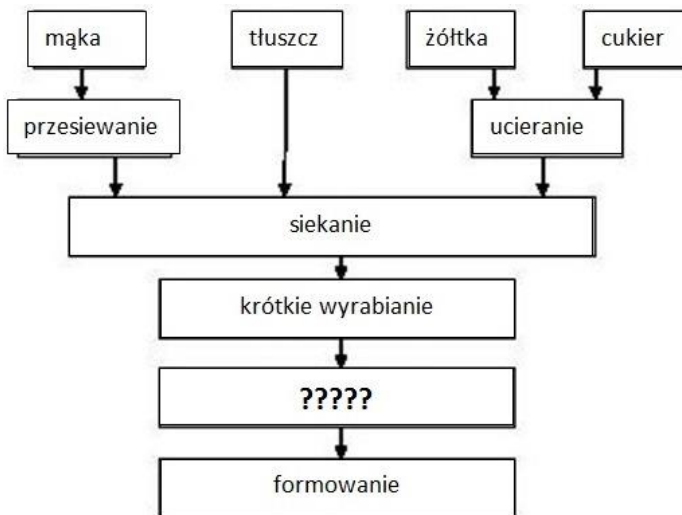 mąka
tłuszcz
żółtka
cukier
przesiewanie
ucieranie
siekanie
krótkie wyrabianie
?????
formowanie